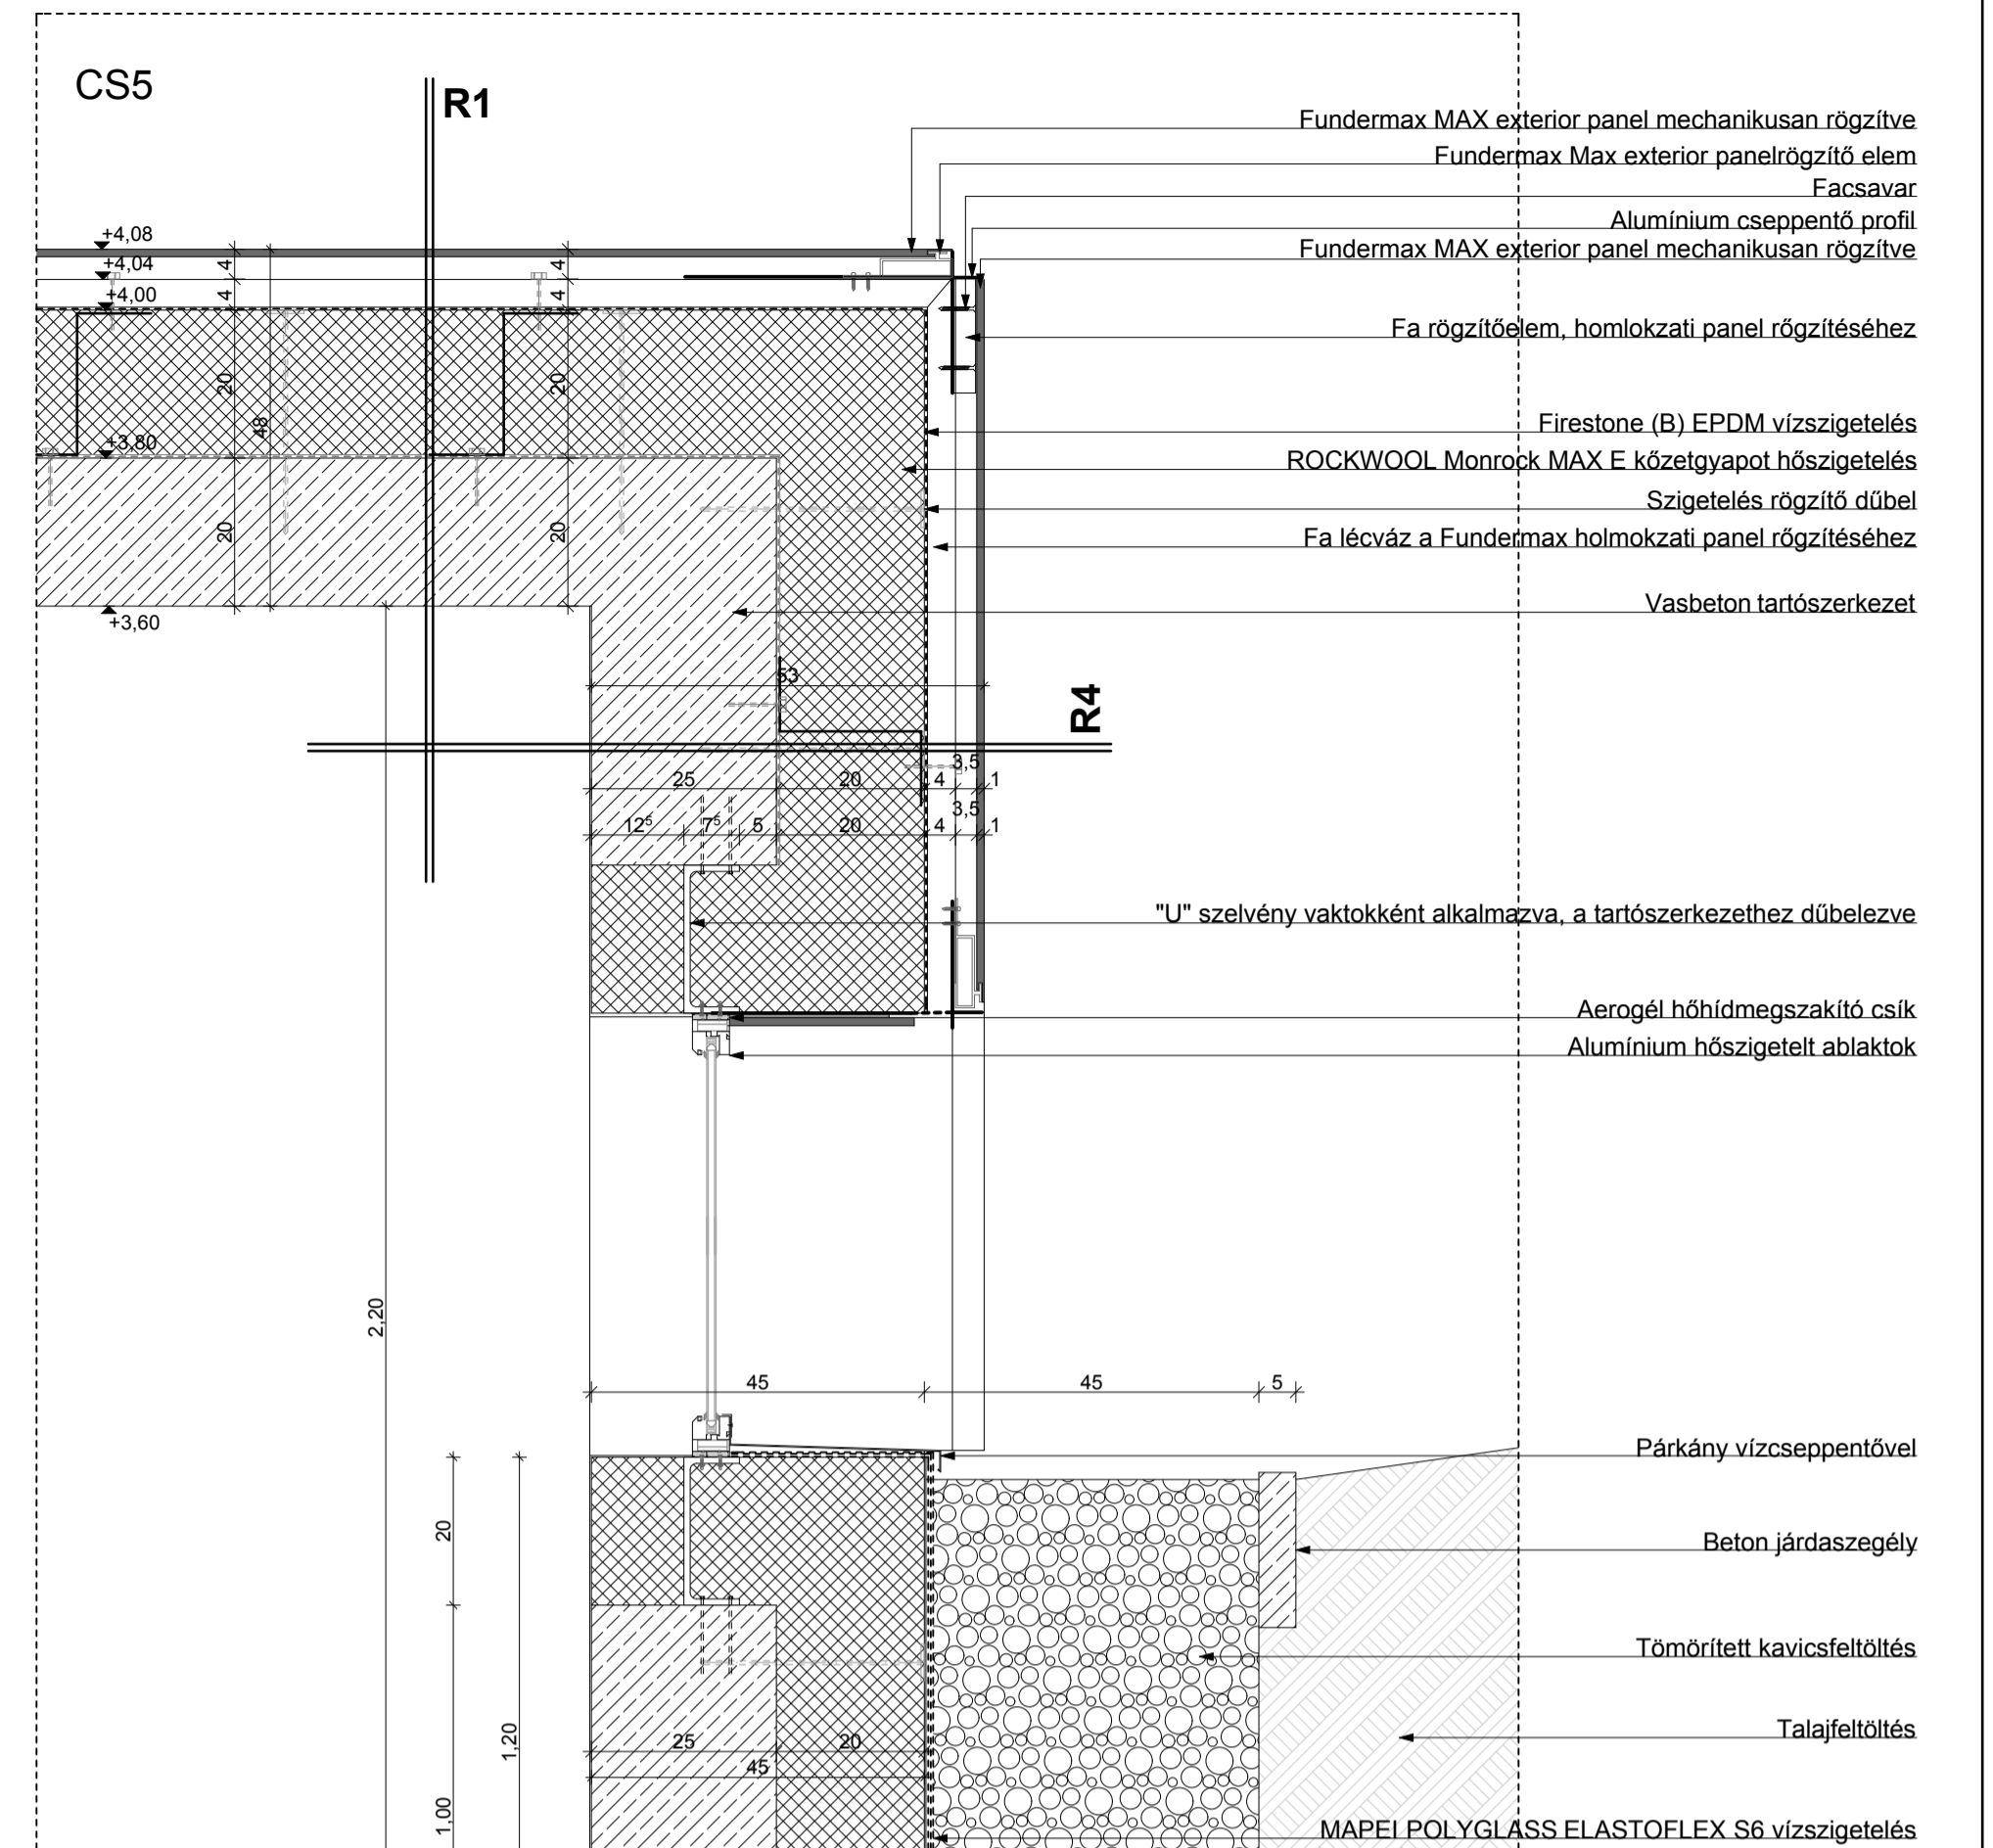 CS5
R1
Fundermax MAX exterior panel mechanikusan rögzítve
Fundermax Max exterior panelrögzítő elem
Facsavar
Alumínium cseppentő profil
+4,08
Fundermax MAX exterior panel mechanikusan rögzítve
+4,04
4
4
+4,00
4
4
Fa rögzítőelem, homlokzati panel rőgzítéséhez
20
20
48
Firestone (B) EPDM vízszigetelés
+3,80
ROCKWOOL Monrock MAX E kőzetgyapot hőszigetelés
Szigetelés rögzítő dűbel
20
20
Fa lécváz a Fundermax holmokzati panel rőgzítéséhez
Vasbeton tartószerkezet
+3,60
53
R4
25
20
4
3,5
1
12⁵
7⁵
5
20
4
3,5
1
"U" szelvény vaktokként alkalmazva, a tartószerkezethez dűbelezve
Aerogél hőhídmegszakító csík
Alumínium hőszigetelt ablaktok
2,20
45
45
5
Párkány vízcseppentővel
20
Beton járdaszegély
Tömörített kavicsfeltöltés
Talajfeltöltés
1,20
25
20
45
1,00
MAPEI POLYGLASS ELASTOFLEX S6 vízszigetelés